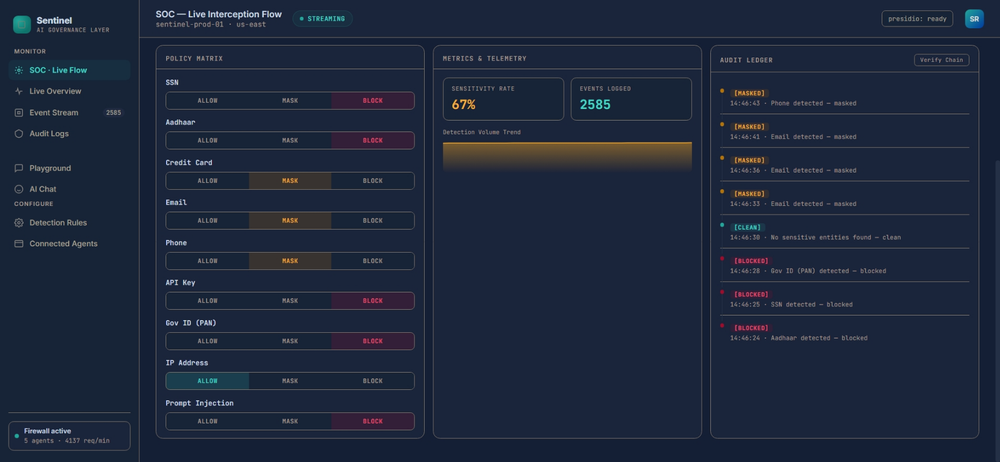 Sentinel
AI GOVERNANCE LAYER
MONITOR
SOC · Live Flow
Live Overview
Event Stream 2585
Audit Logs
Playground
AI Chat
CONFIGURE
Detection Rules
Connected Agents
Firewall active
5 agents · 4137 req/min
SOC — Live Interception Flow
sentinel-prod-01 · us-east
STREAMING
presidio: ready
SR
POLICY MATRIX
SSN
ALLOW MASK BLOCK
Aadhaar
ALLOW MASK BLOCK
Credit Card
ALLOW MASK BLOCK
Email
ALLOW MASK BLOCK
Phone
ALLOW MASK BLOCK
API Key
ALLOW MASK BLOCK
Gov ID (PAN)
ALLOW MASK BLOCK
IP Address
ALLOW MASK BLOCK
Prompt Injection
ALLOW MASK BLOCK
METRICS & TELEMETRY
SENSITIVITY RATE
67%
EVENTS LOGGED
2585
Detection Volume Trend
AUDIT LEDGER
Verify Chain
[MASKED]
14:46:43 · Phone detected — masked
[MASKED]
14:46:41 · Email detected — masked
[MASKED]
14:46:36 · Email detected — masked
[MASKED]
14:46:33 · Email detected — masked
[CLEAN]
14:46:30 · No sensitive entities found — clean
[BLOCKED]
14:46:28 · Gov ID (PAN) detected — blocked
[BLOCKED]
14:46:25 · SSN detected — blocked
[BLOCKED]
14:46:24 · Aadhaar detected — blocked